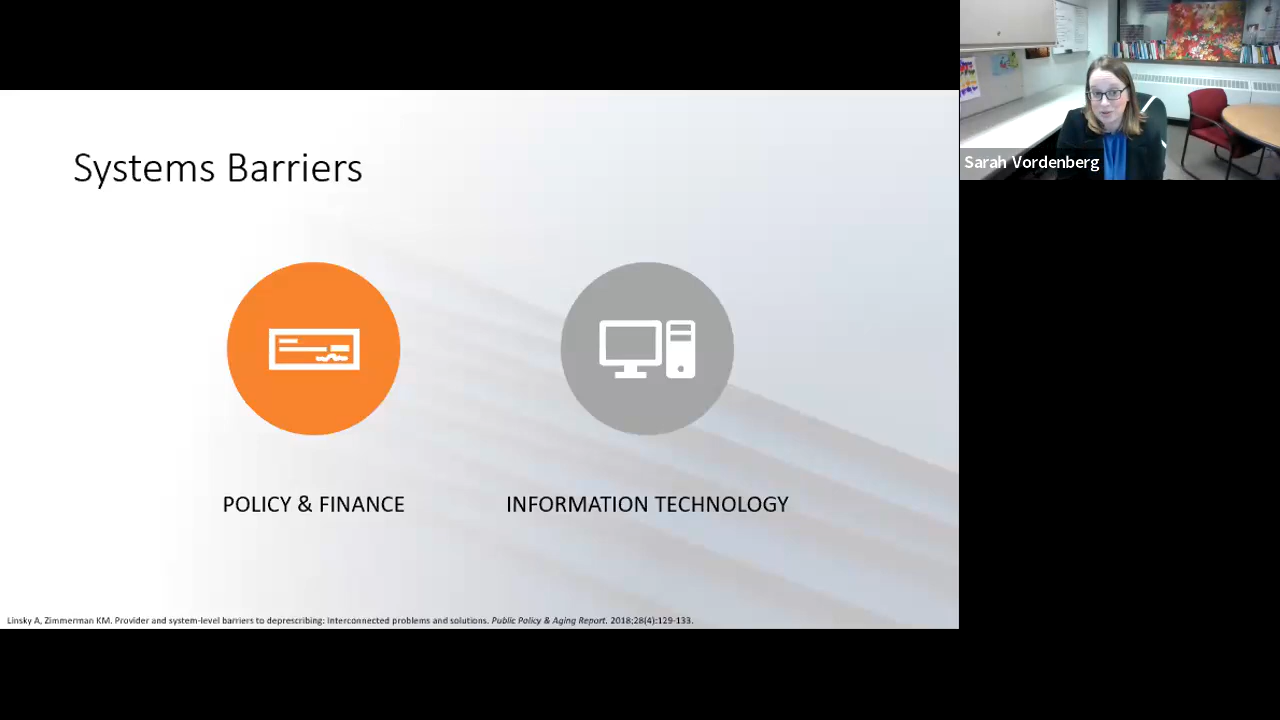 Systems Barriers
POLICY & FINANCE
INFORMATION TECHNOLOGY
Linsky A, Zimmerman KM. Provider and system-level barriers to deprescribing: Interconnected problems and solutions. Public Policy & Aging Report. 2018;28(4):129-133.
Sarah Vordenberg